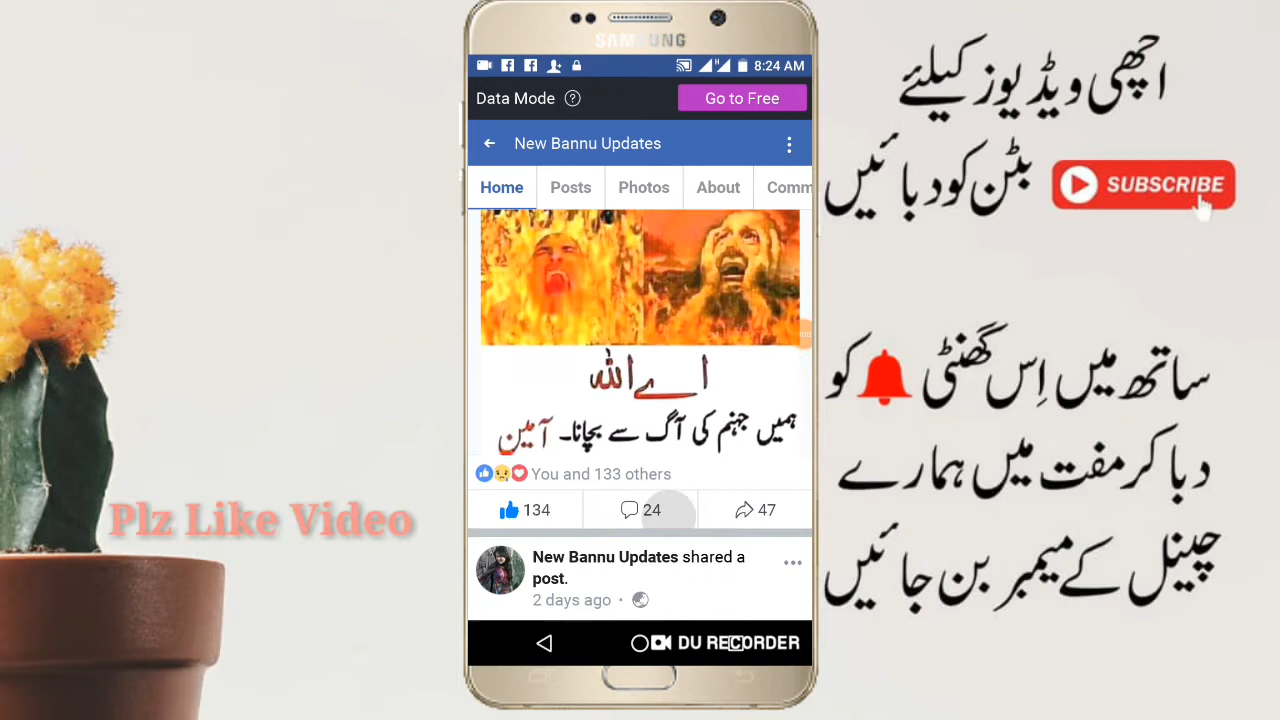 SAMSUNG
8:24 AM
Data Mode ?
Go to Free
New Bannu Updates
Home
Posts
Photos
About
Comm
اے اللہ
ہمیں جہنم کی آگ سے بچانا۔ آمین
You and 133 others
134
24
47
New Bannu Updates shared a
post.
2 days ago ·
DU RECORDER
Plz Like Video
اچھی ویڈیوز کیلئے
بٹن کو دبائیں
SUBSCRIBE
ساتھ میں اِس گھنٹی کو
دبا کر مفت میں ہمارے
چینل کے میمبر بن جائیں